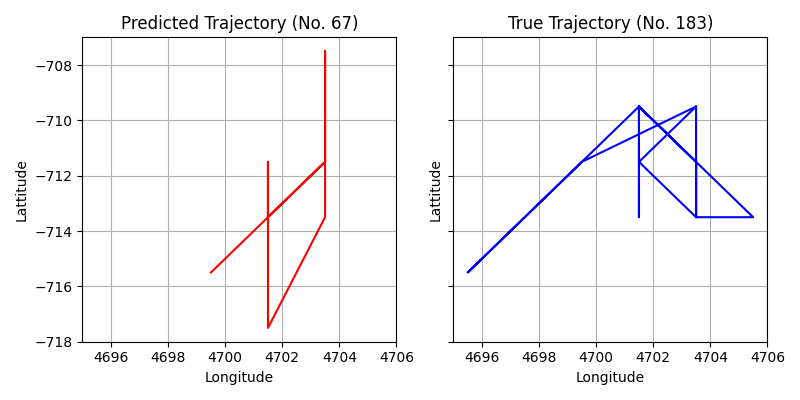 Predicted Trajectory (No. 67)
True Trajectory (No. 183)
Lattitude
−708
−710
−712
−714
−716
−718
4696 4698 4700 4702 4704 4706
Longitude
Lattitude
4696 4698 4700 4702 4704 4706
Longitude